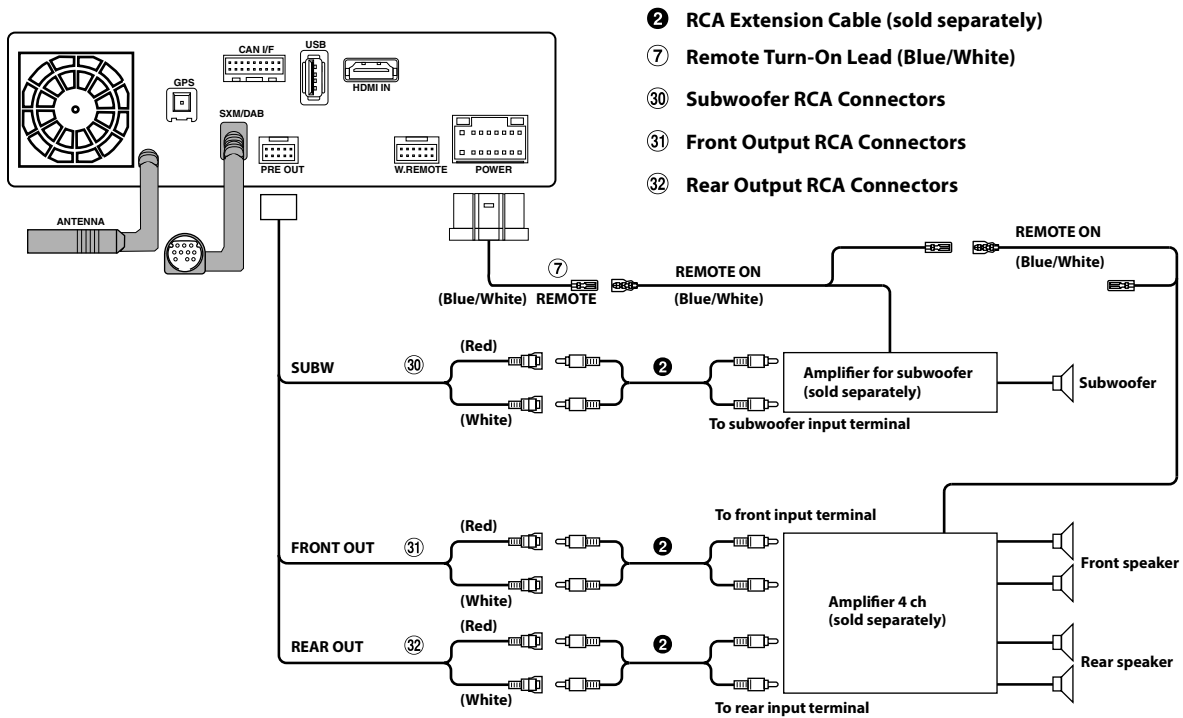 ❷ RCA Extension Cable (sold separately)
⑦ Remote Turn-On Lead (Blue/White)
㉚ Subwoofer RCA Connectors
㉛ Front Output RCA Connectors
㉜ Rear Output RCA Connectors
CAN I/F
USB
HDMI IN
GPS
SXM/DAB
PRE OUT
W.REMOTE
POWER
ANTENNA
REMOTE ON
(Blue/White)
⑦
REMOTE ON
(Blue/White) REMOTE
(Blue/White)
(Red)
SUBW ㉚
❷
(White)
Amplifier for subwoofer
(sold separately)
Subwoofer
To subwoofer input terminal
To front input terminal
(Red)
FRONT OUT ㉛
❷
(White)
Front speaker
Amplifier 4 ch
(sold separately)
(Red)
REAR OUT ㉜
❷
(White)
Rear speaker
To rear input terminal